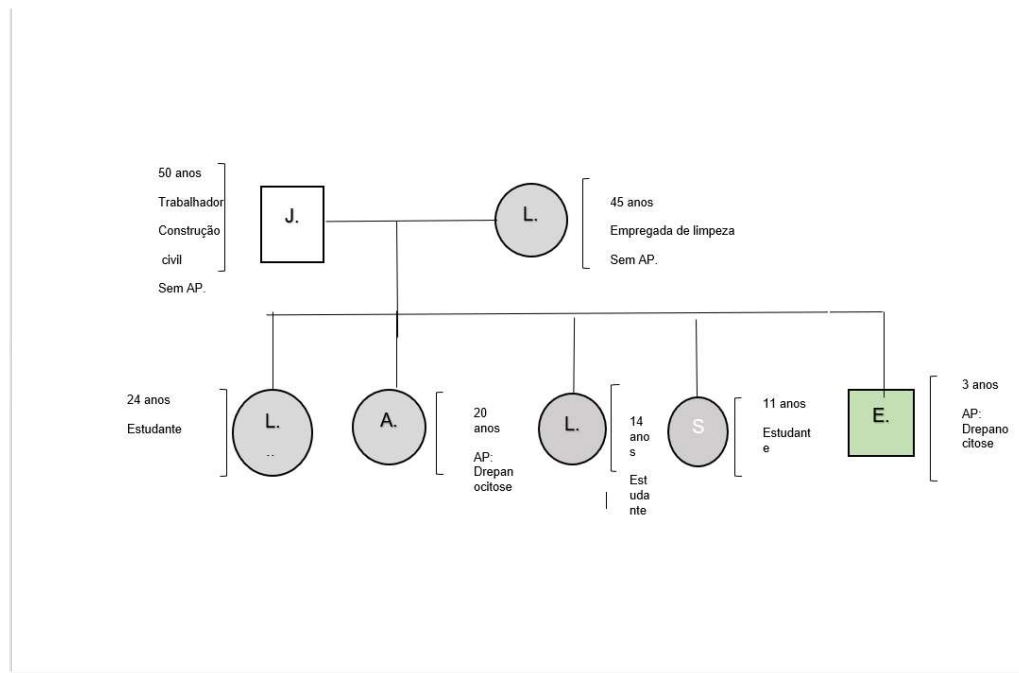 50 anos
Trabalhador
Construção
civil
Sem AP.
J.
L.
45 anos
Empregada de limpeza
Sem AP.
24 anos
Estudante
L.
..
A.
20
anos
AP:
Drepan
ocitose
L.
14
ano
s
Est
uda
nte
S
11 anos
Estudant
e
E.
3 anos
AP:
Drepano
citose